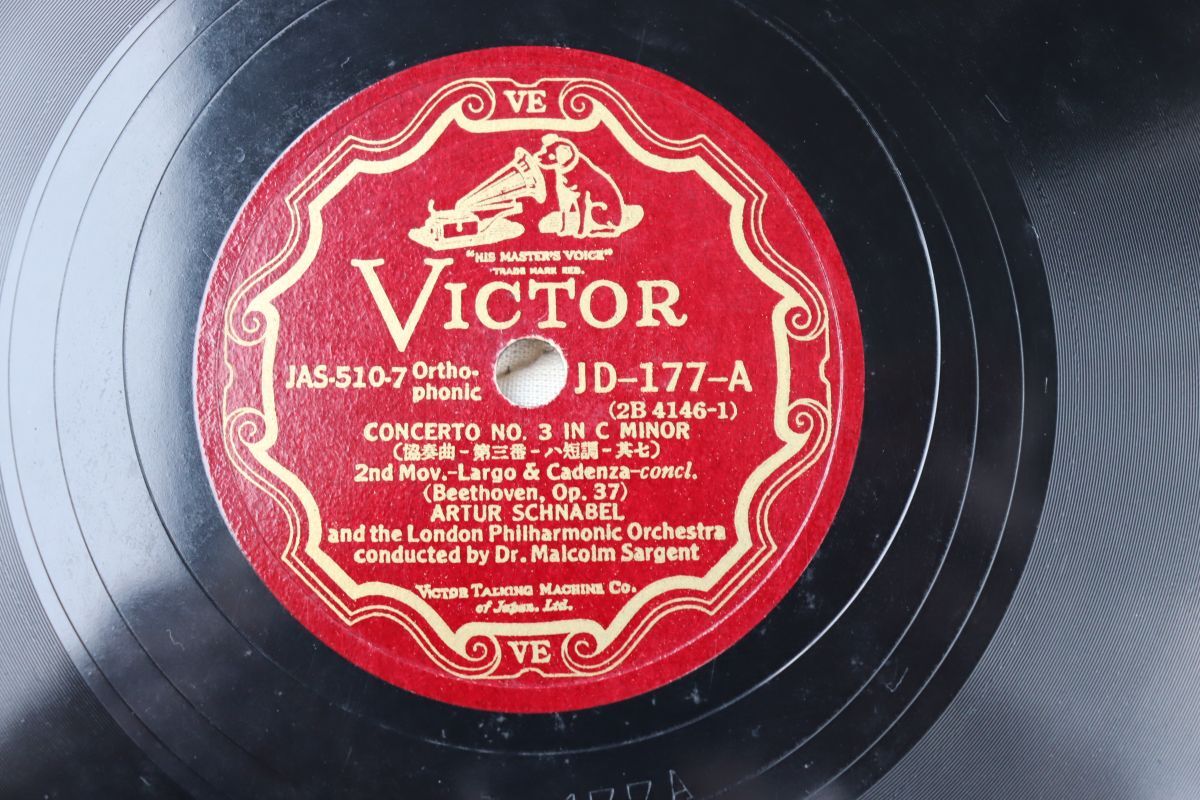 VE
"HIS MASTER'S VOICE"
TRADE MARK REG.
VICTOR
JAS-510-7 Ortho-phonic JD-177-A
(2B 4146-1)
CONCERTO NO. 3 IN C MINOR
(協奏曲-第三番-ハ短調-其七)
2nd Mov.-Largo & Cadenza-concl.
(Beethoven, Op. 37)
ARTUR SCHNABEL
and the London Philharmonic Orchestra
conducted by Dr. Malcolm Sargent
VICTOR TALKING MACHINE CO.
of Japan, Ltd.
VE
177A